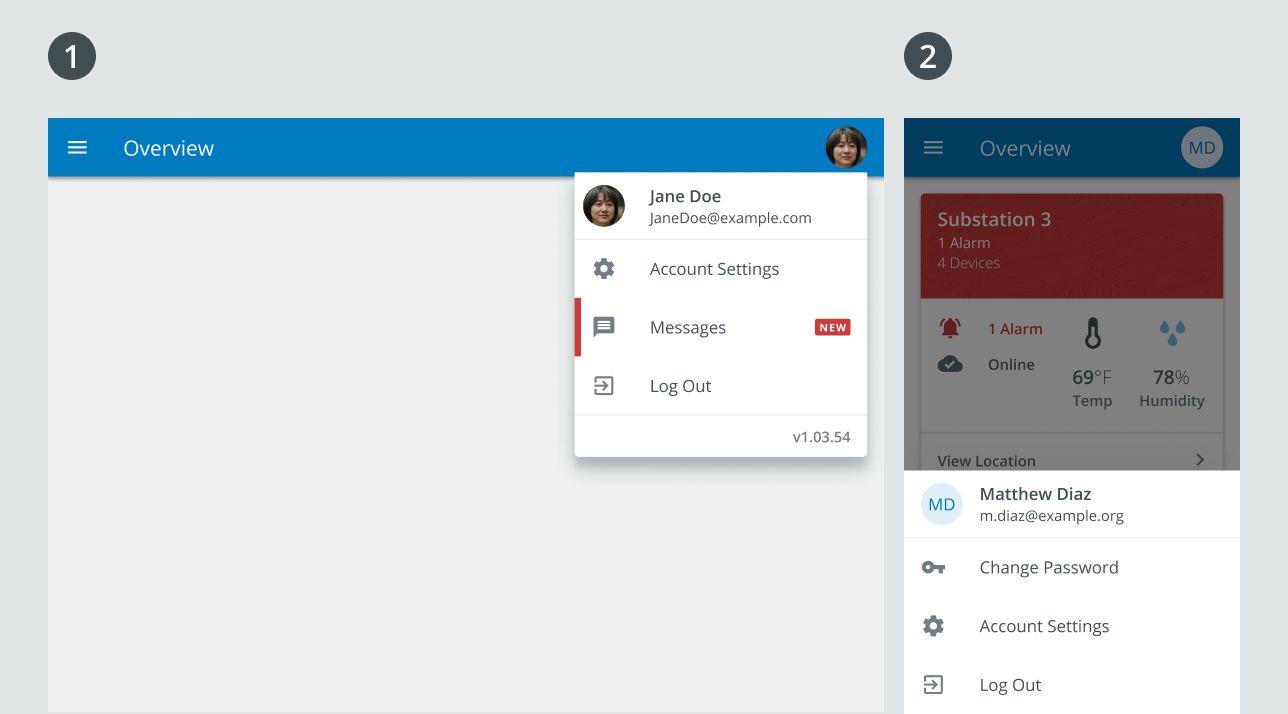 1
Overview
Jane Doe
JaneDoe@example.com
Account Settings
Messages NEW
Log Out
v1.03.54
2
Overview MD
Substation 3
1 Alarm
4 Devices
1 Alarm
Online
69°F 78%
Temp Humidity
View Location
MD Matthew Diaz
m.diaz@example.org
Change Password
Account Settings
Log Out